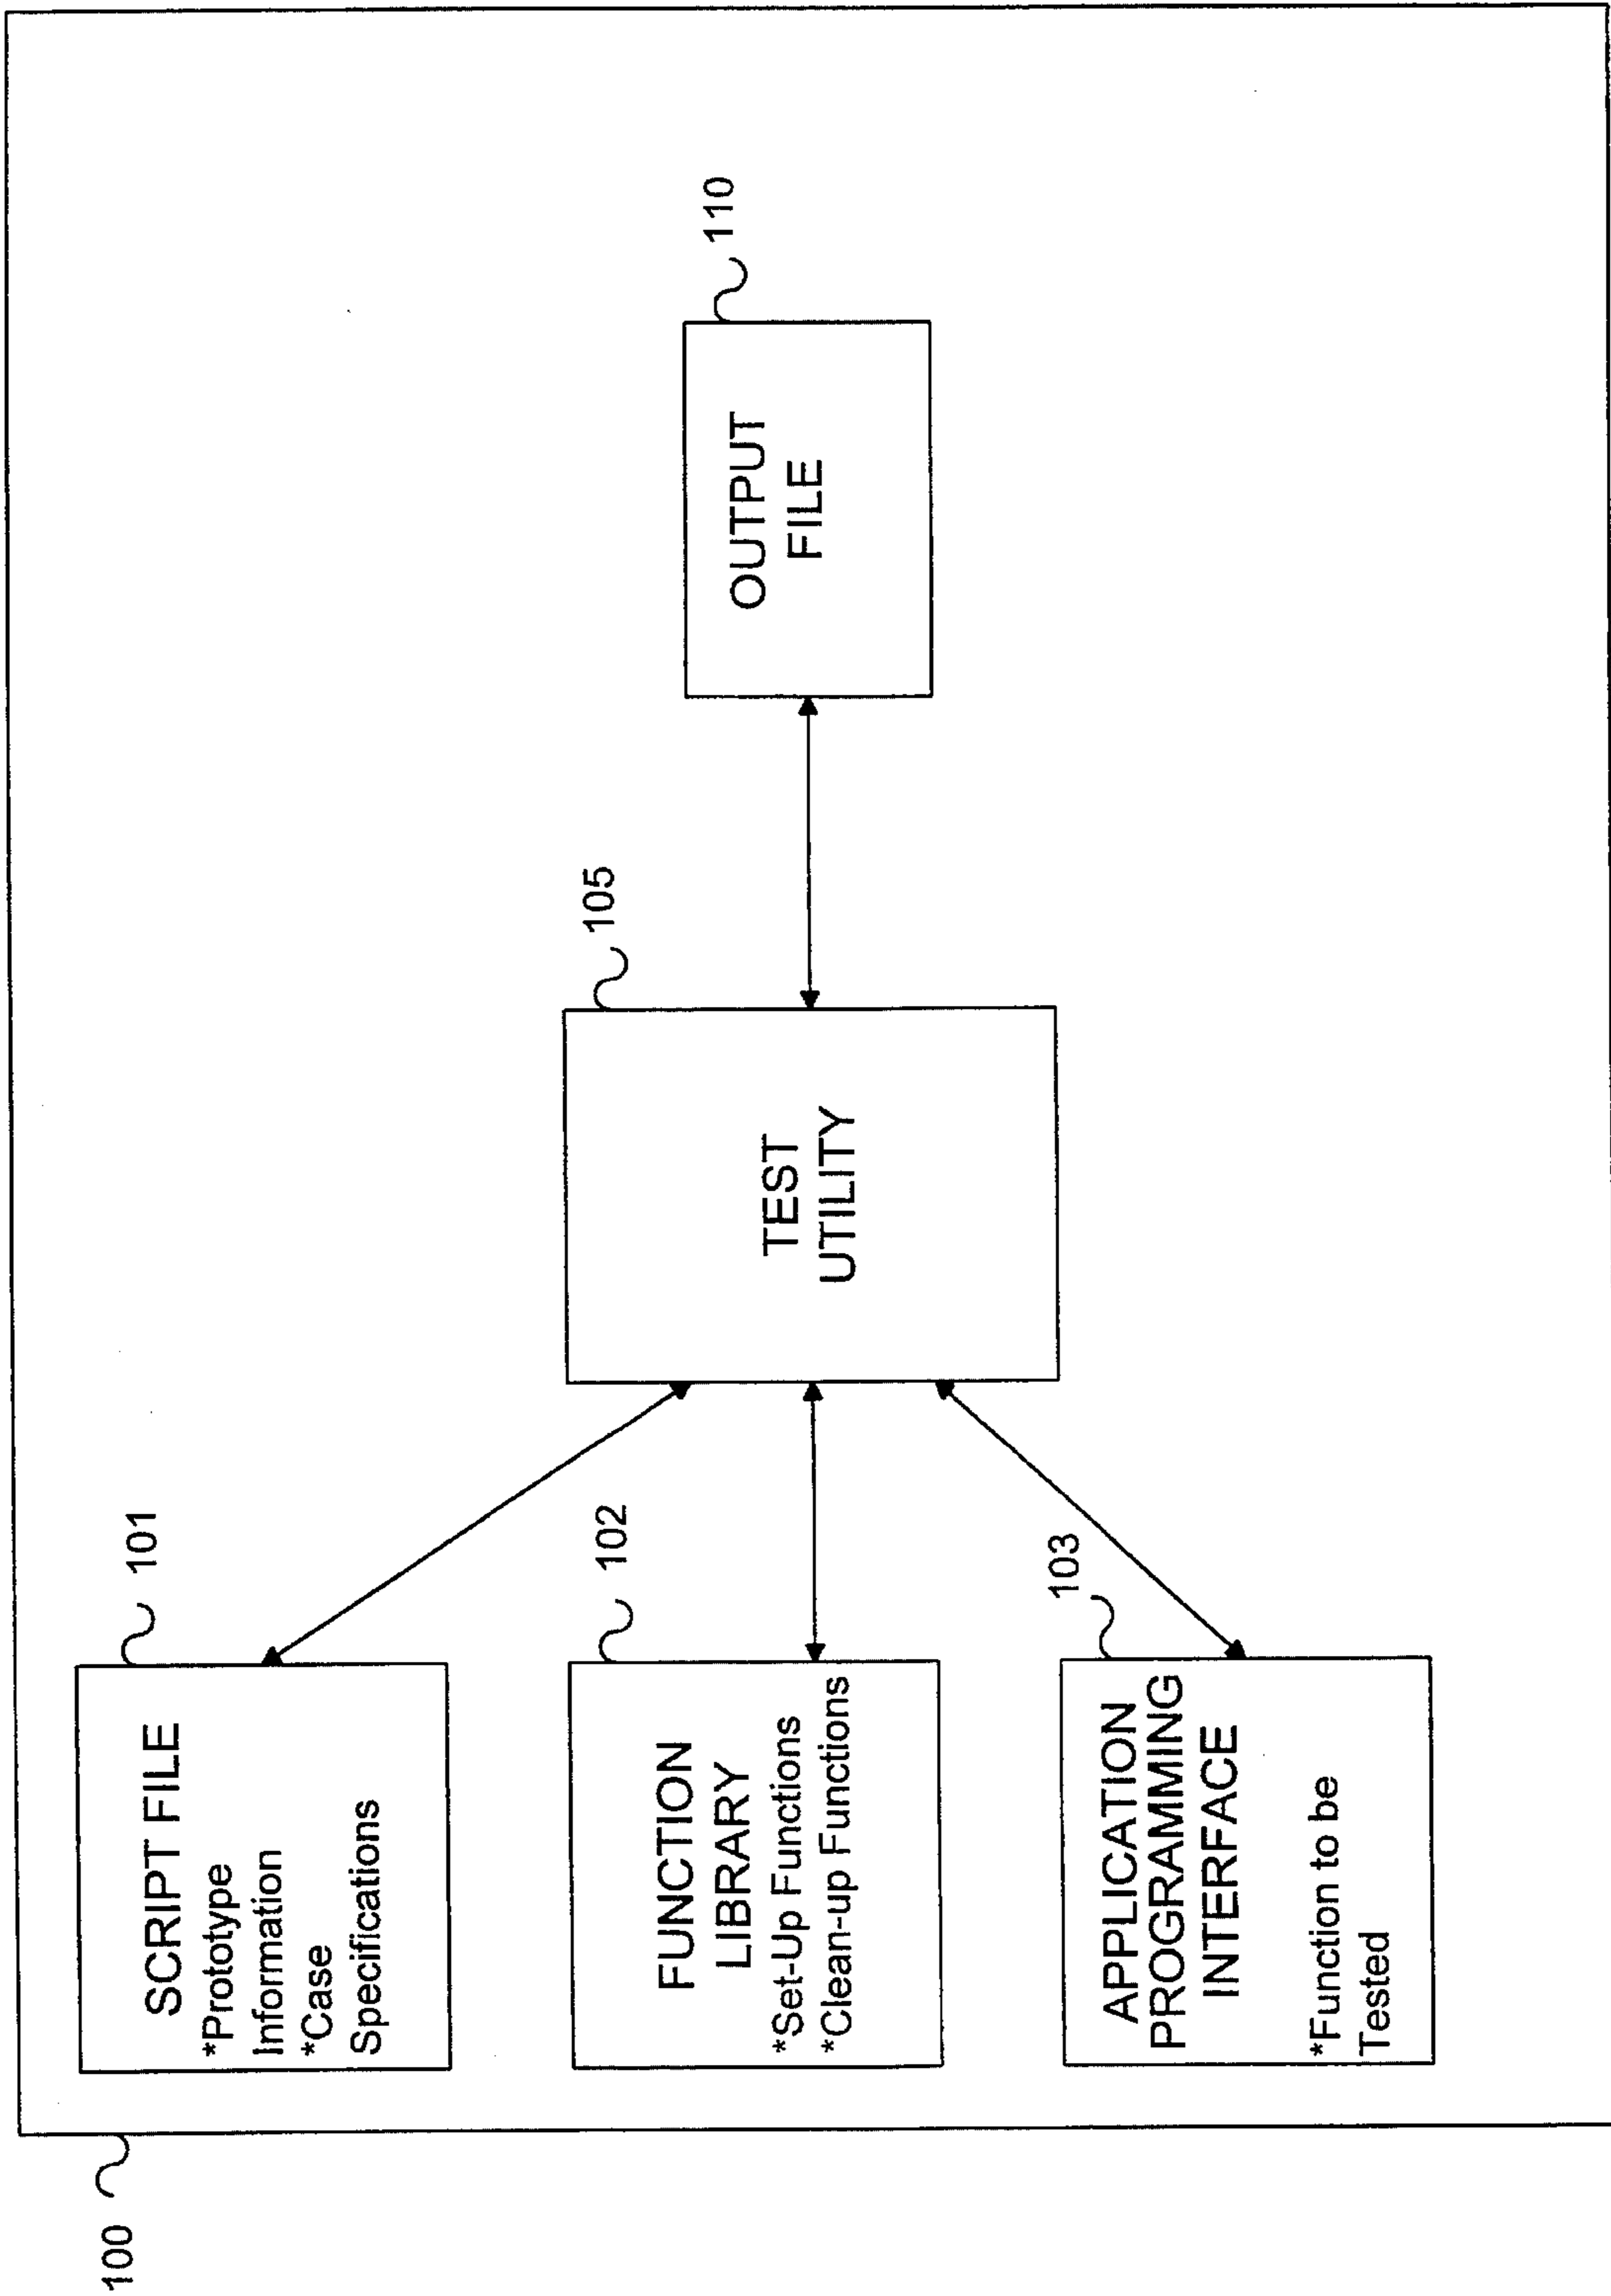 100
101
SCRIPT FILE
*Prototype
Information
*Case
Specifications
102
FUNCTION
LIBRARY
*Set-Up Functions
*Clean-up Functions
103
APPLICATION
PROGRAMMING
INTERFACE
*Function to be
Tested
105
TEST
UTILITY
110
OUTPUT
FILE